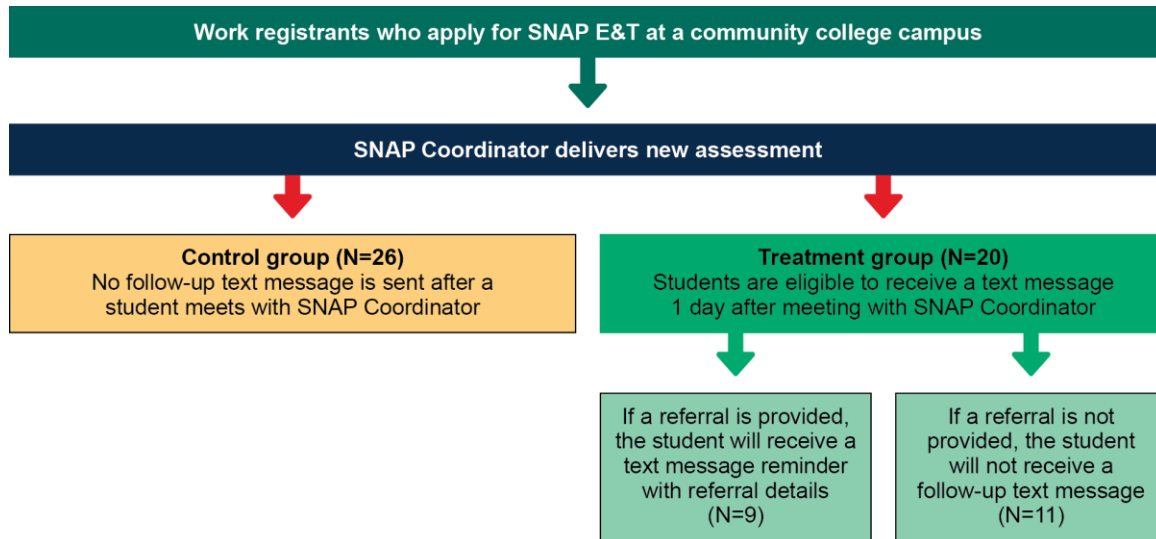 Work registrants who apply for SNAP E&T at a community college campus
SNAP Coordinator delivers new assessment
Control group (N=26)
No follow-up text message is sent after a
student meets with SNAP Coordinator
Treatment group (N=20)
Students are eligible to receive a text message
1 day after meeting with SNAP Coordinator
If a referral is provided,
the student will receive a
text message reminder
with referral details
(N=9)
If a referral is not
provided, the student
will not receive a
follow-up text message
(N=11)